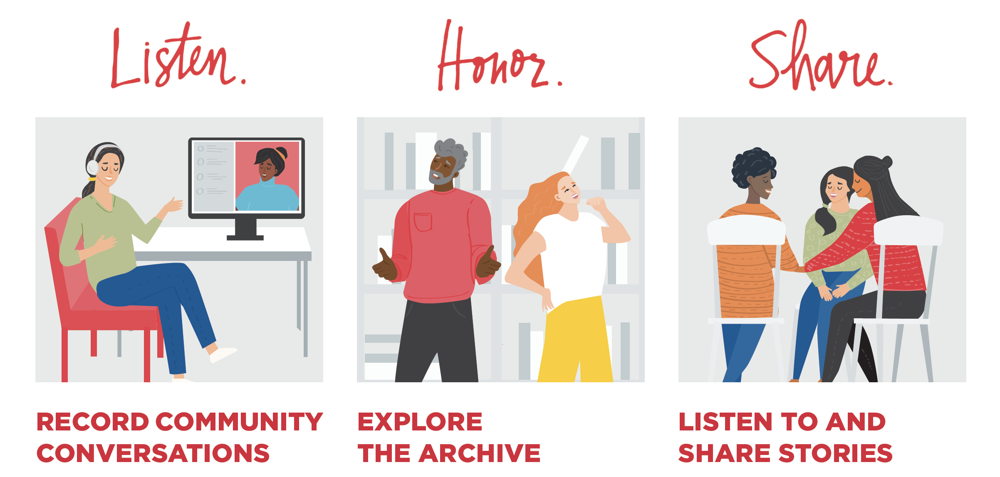 Listen.
Honor.
Share.
RECORD COMMUNITY
CONVERSATIONS
EXPLORE
THE ARCHIVE
LISTEN TO AND
SHARE STORIES